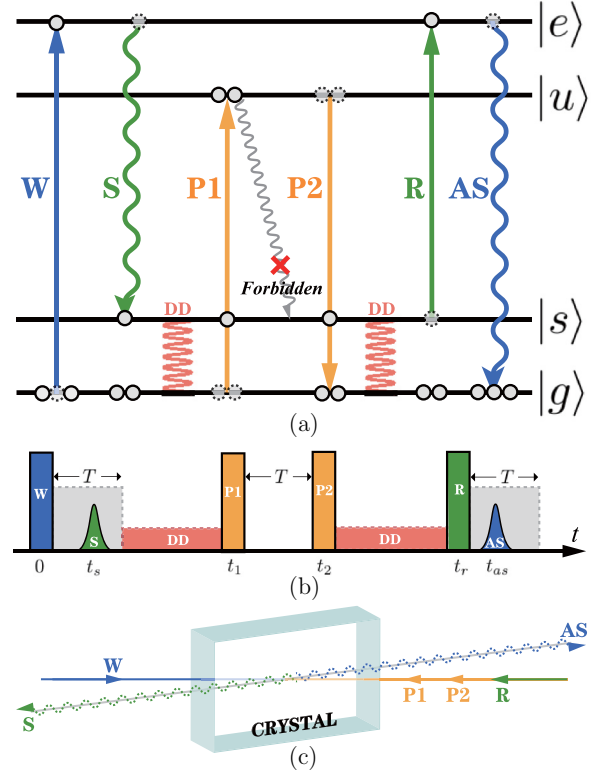 |e⟩
|u⟩
W S P1 P2 R AS
Forbidden
DD DD
|s⟩
|g⟩
(a)
T T T
W P1 P2 R
S DD DD AS
t
0 t_s t_1 t_2 t_r t_as
(b)
AS
W
P1 P2 R
S
CRYSTAL
(c)